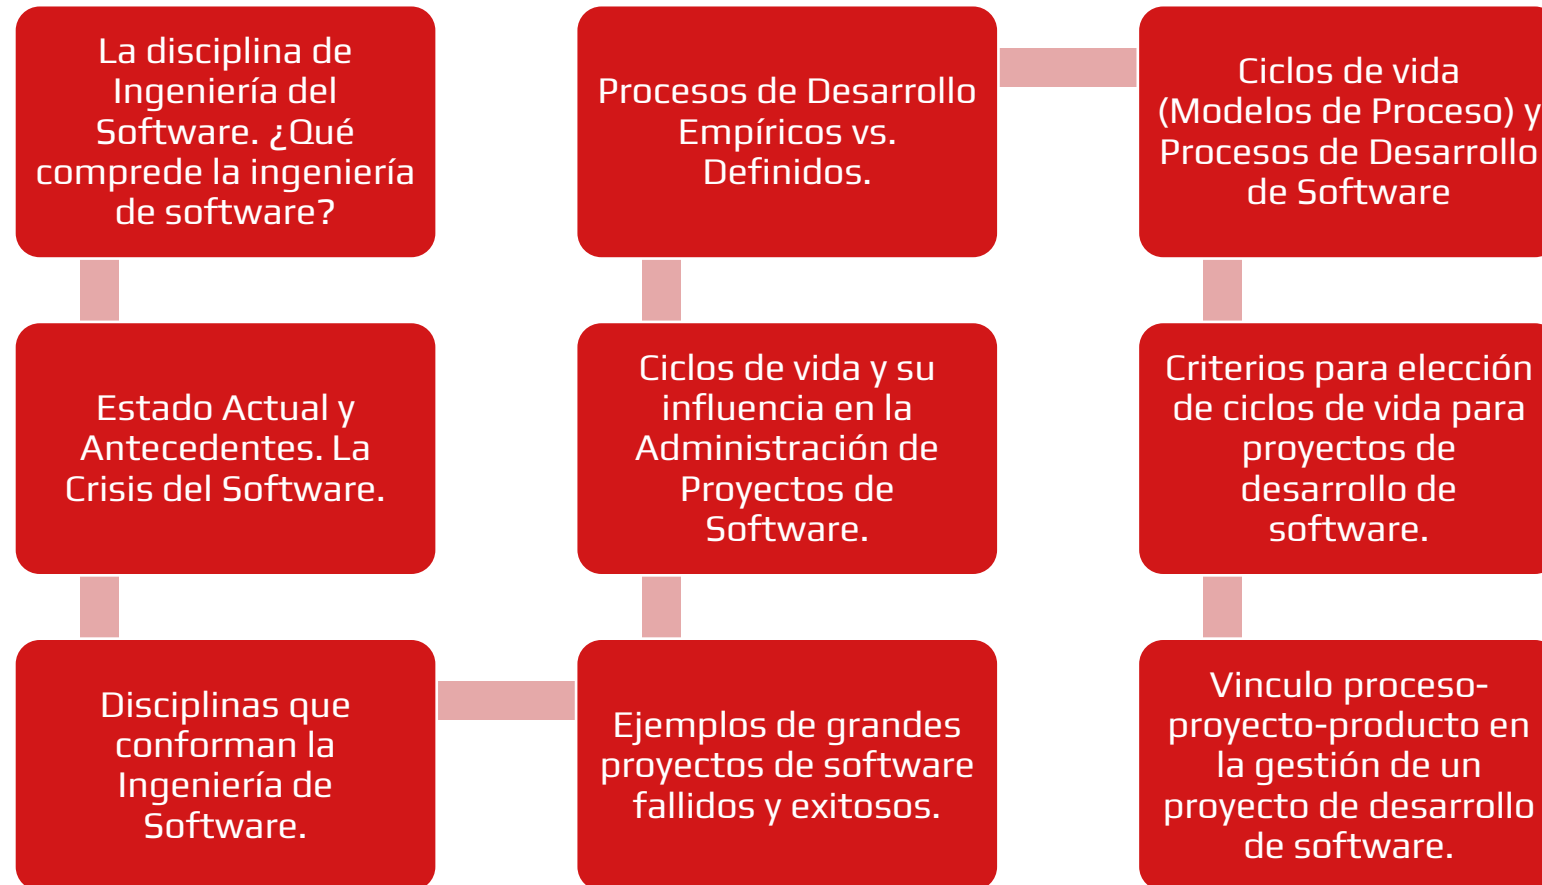 La disciplina de
Ingeniería del
Software. ¿Qué
comprede la ingeniería
de software?
Estado Actual y
Antecedentes. La
Crisis del Software.
Disciplinas que
conforman la
Ingeniería de
Software.
Ejemplos de grandes
proyectos de software
fallidos y exitosos.
Ciclos de vida y su
influencia en la
Administración de
Proyectos de
Software.
Procesos de Desarrollo
Empíricos vs.
Definidos.
Ciclos de vida
(Modelos de Proceso) y
Procesos de Desarrollo
de Software
Criterios para elección
de ciclos de vida para
proyectos de
desarrollo de
software.
Vinculo proceso-
proyecto-producto en
la gestión de un
proyecto de desarrollo
de software.